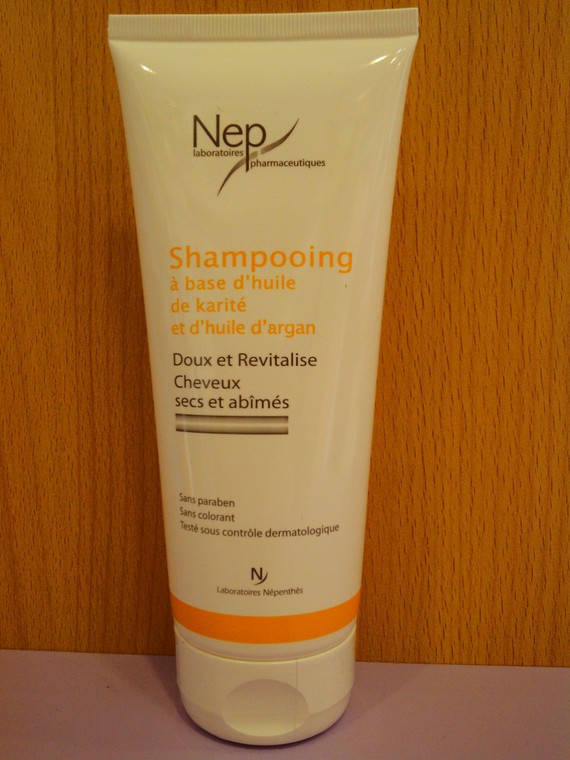 Nep
laboratoires
pharmaceutiques
Shampooing
à base d'huile
de karité
et d'huile d'argan
Doux et Revitalise
Cheveux
secs et abîmés
Sans paraben
Sans colorant
Testé sous contrôle dermatologique
N
Laboratoires Népenthès